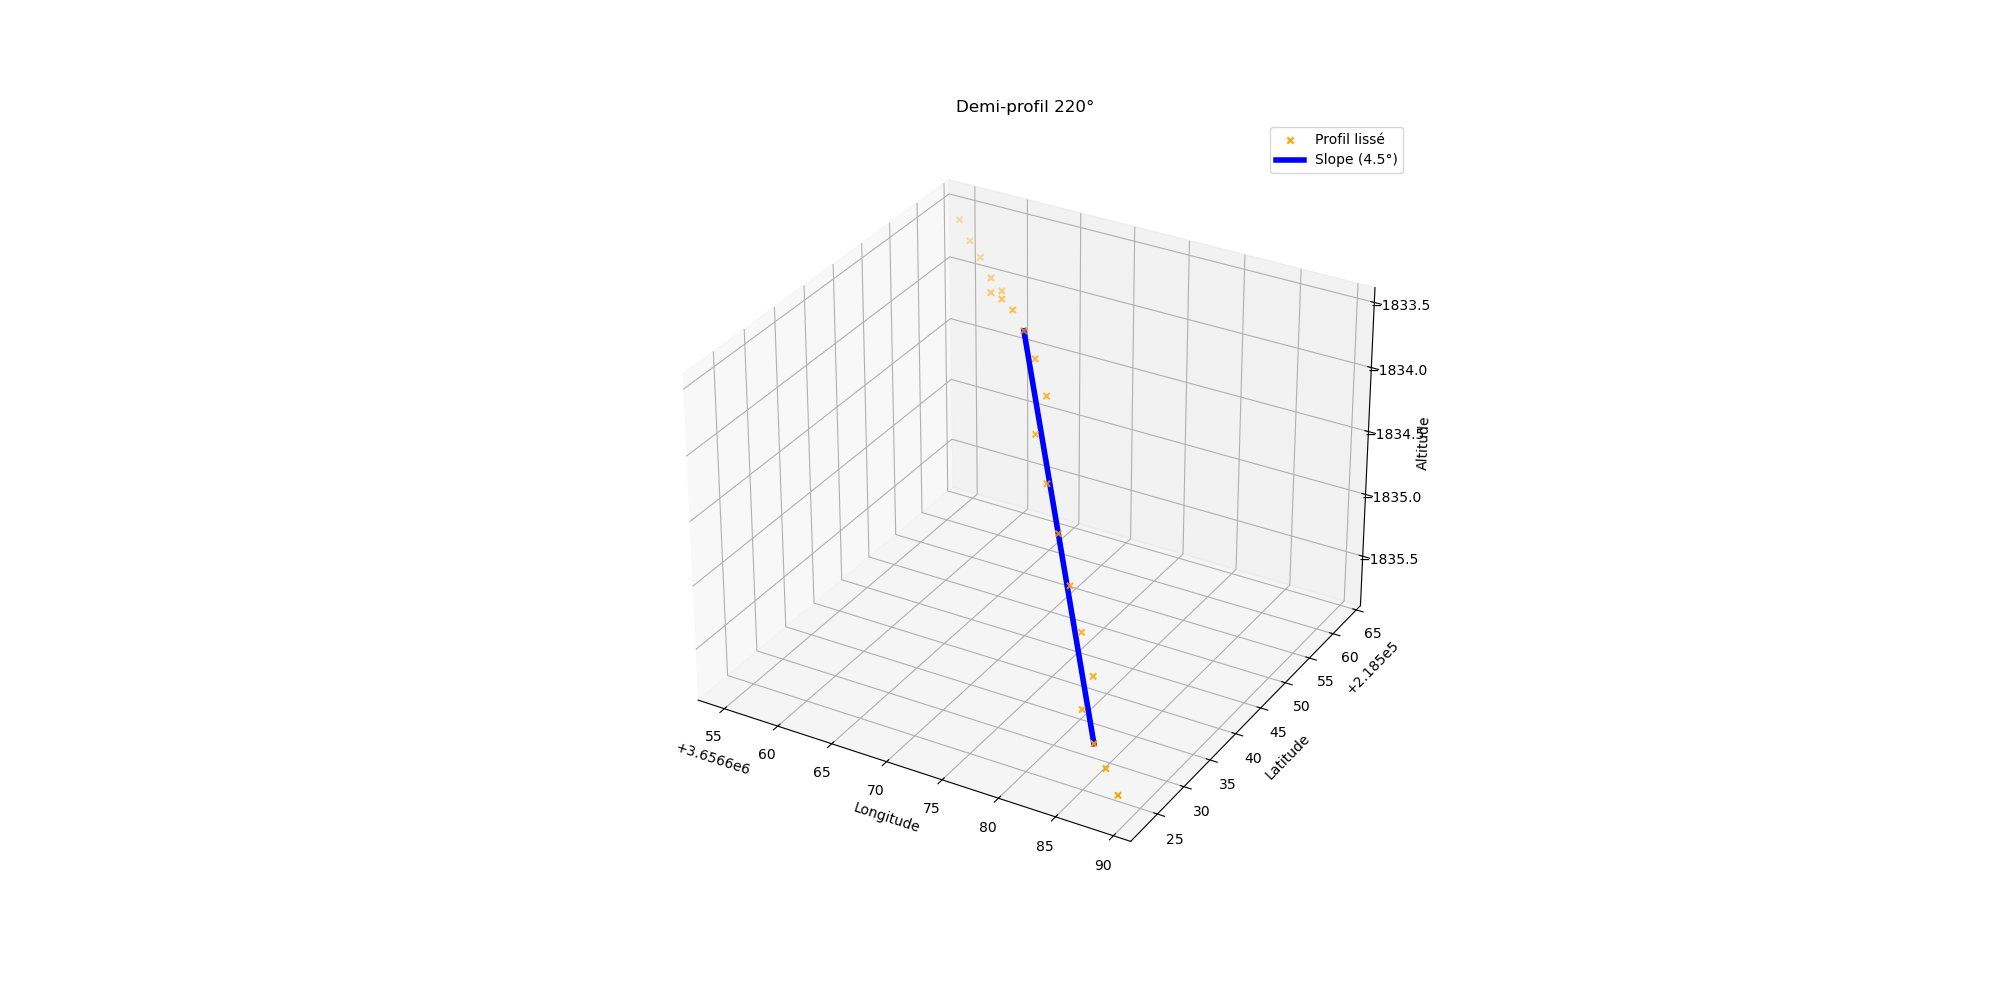 Demi-profil 220°
Profil lissé
Slope (4.5°)
−1833.5
−1834.0
−1834.5
−1835.0
−1835.5
Altitude
65
60
55
50
45
40
35
30
25
+2.185e5
Latitude
55
60
65
70
75
80
85
90
+3.6566e6
Longitude